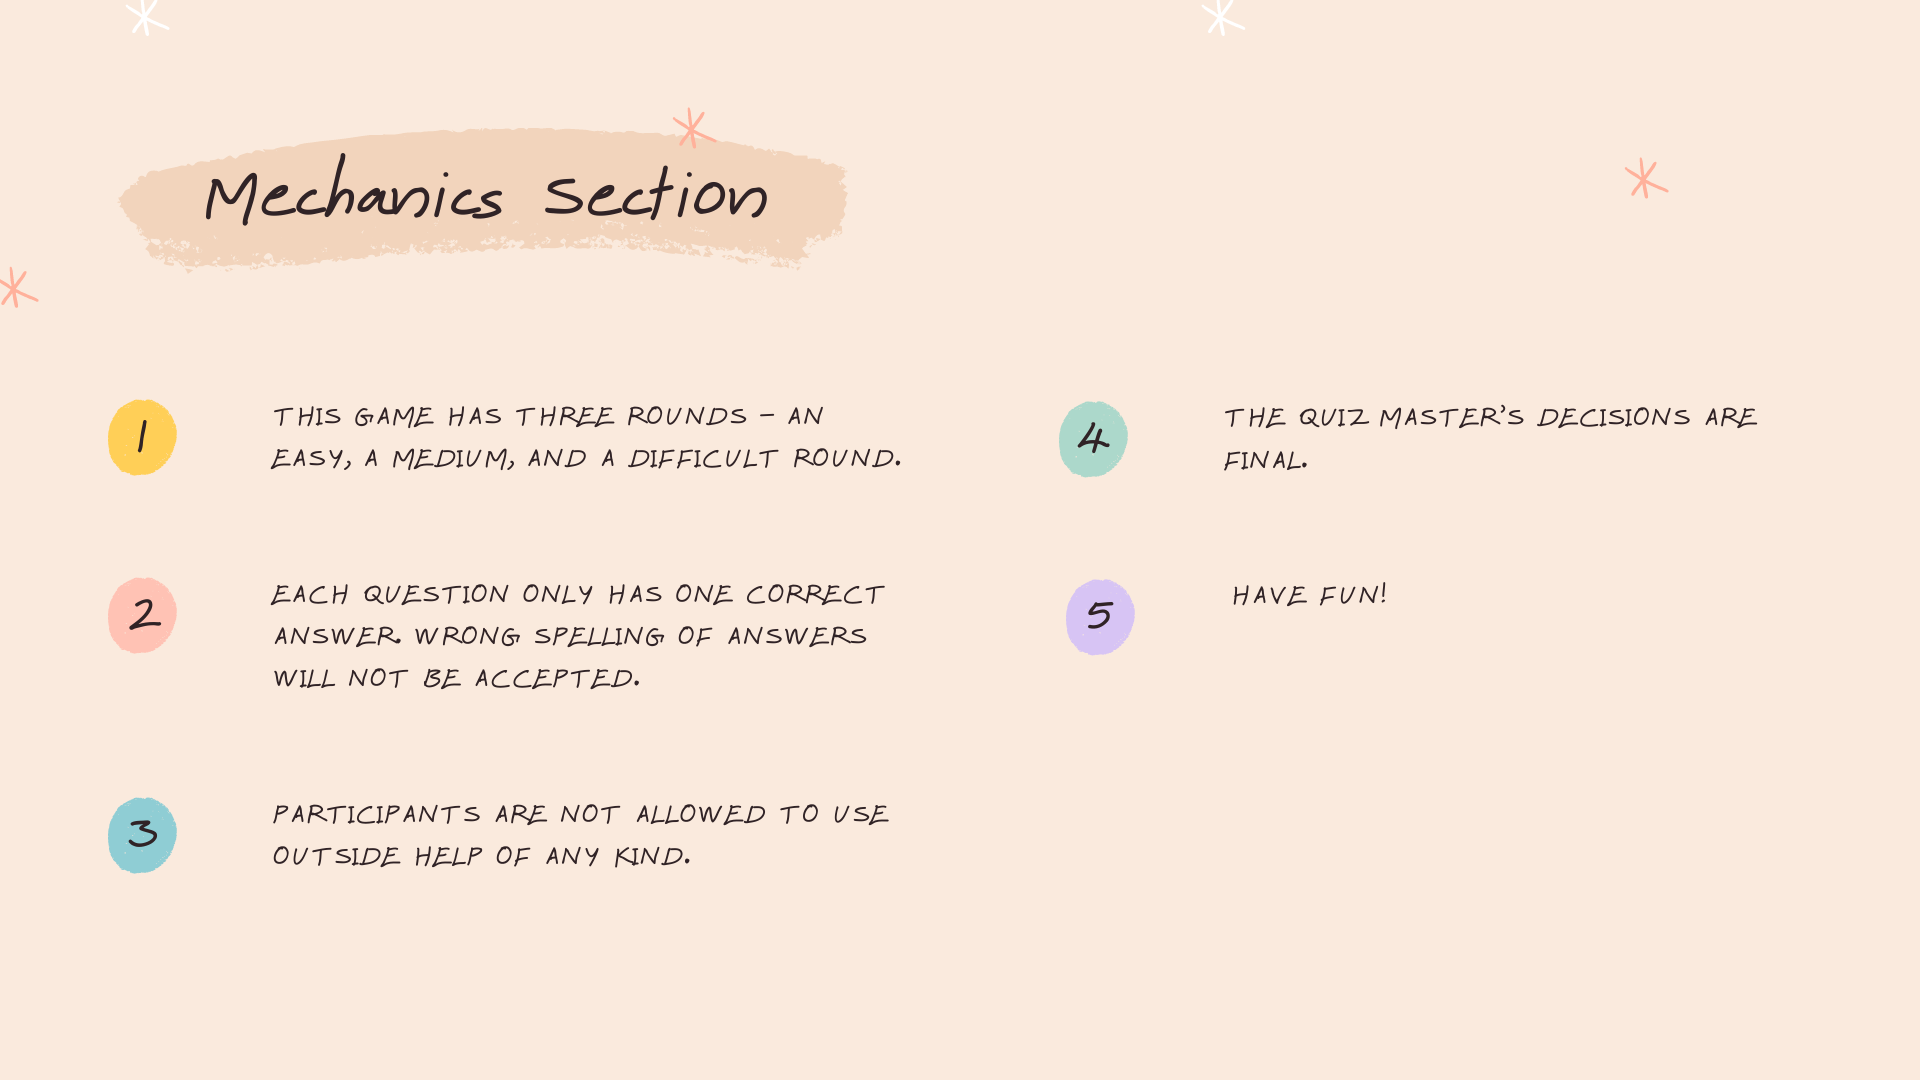 Mechanics Section
1
THIS GAME HAS THREE ROUNDS – AN
EASY, A MEDIUM, AND A DIFFICULT ROUND.
2
EACH QUESTION ONLY HAS ONE CORRECT
ANSWER. WRONG SPELLING OF ANSWERS
WILL NOT BE ACCEPTED.
3
PARTICIPANTS ARE NOT ALLOWED TO USE
OUTSIDE HELP OF ANY KIND.
4
THE QUIZ MASTER'S DECISIONS ARE
FINAL.
5
HAVE FUN!